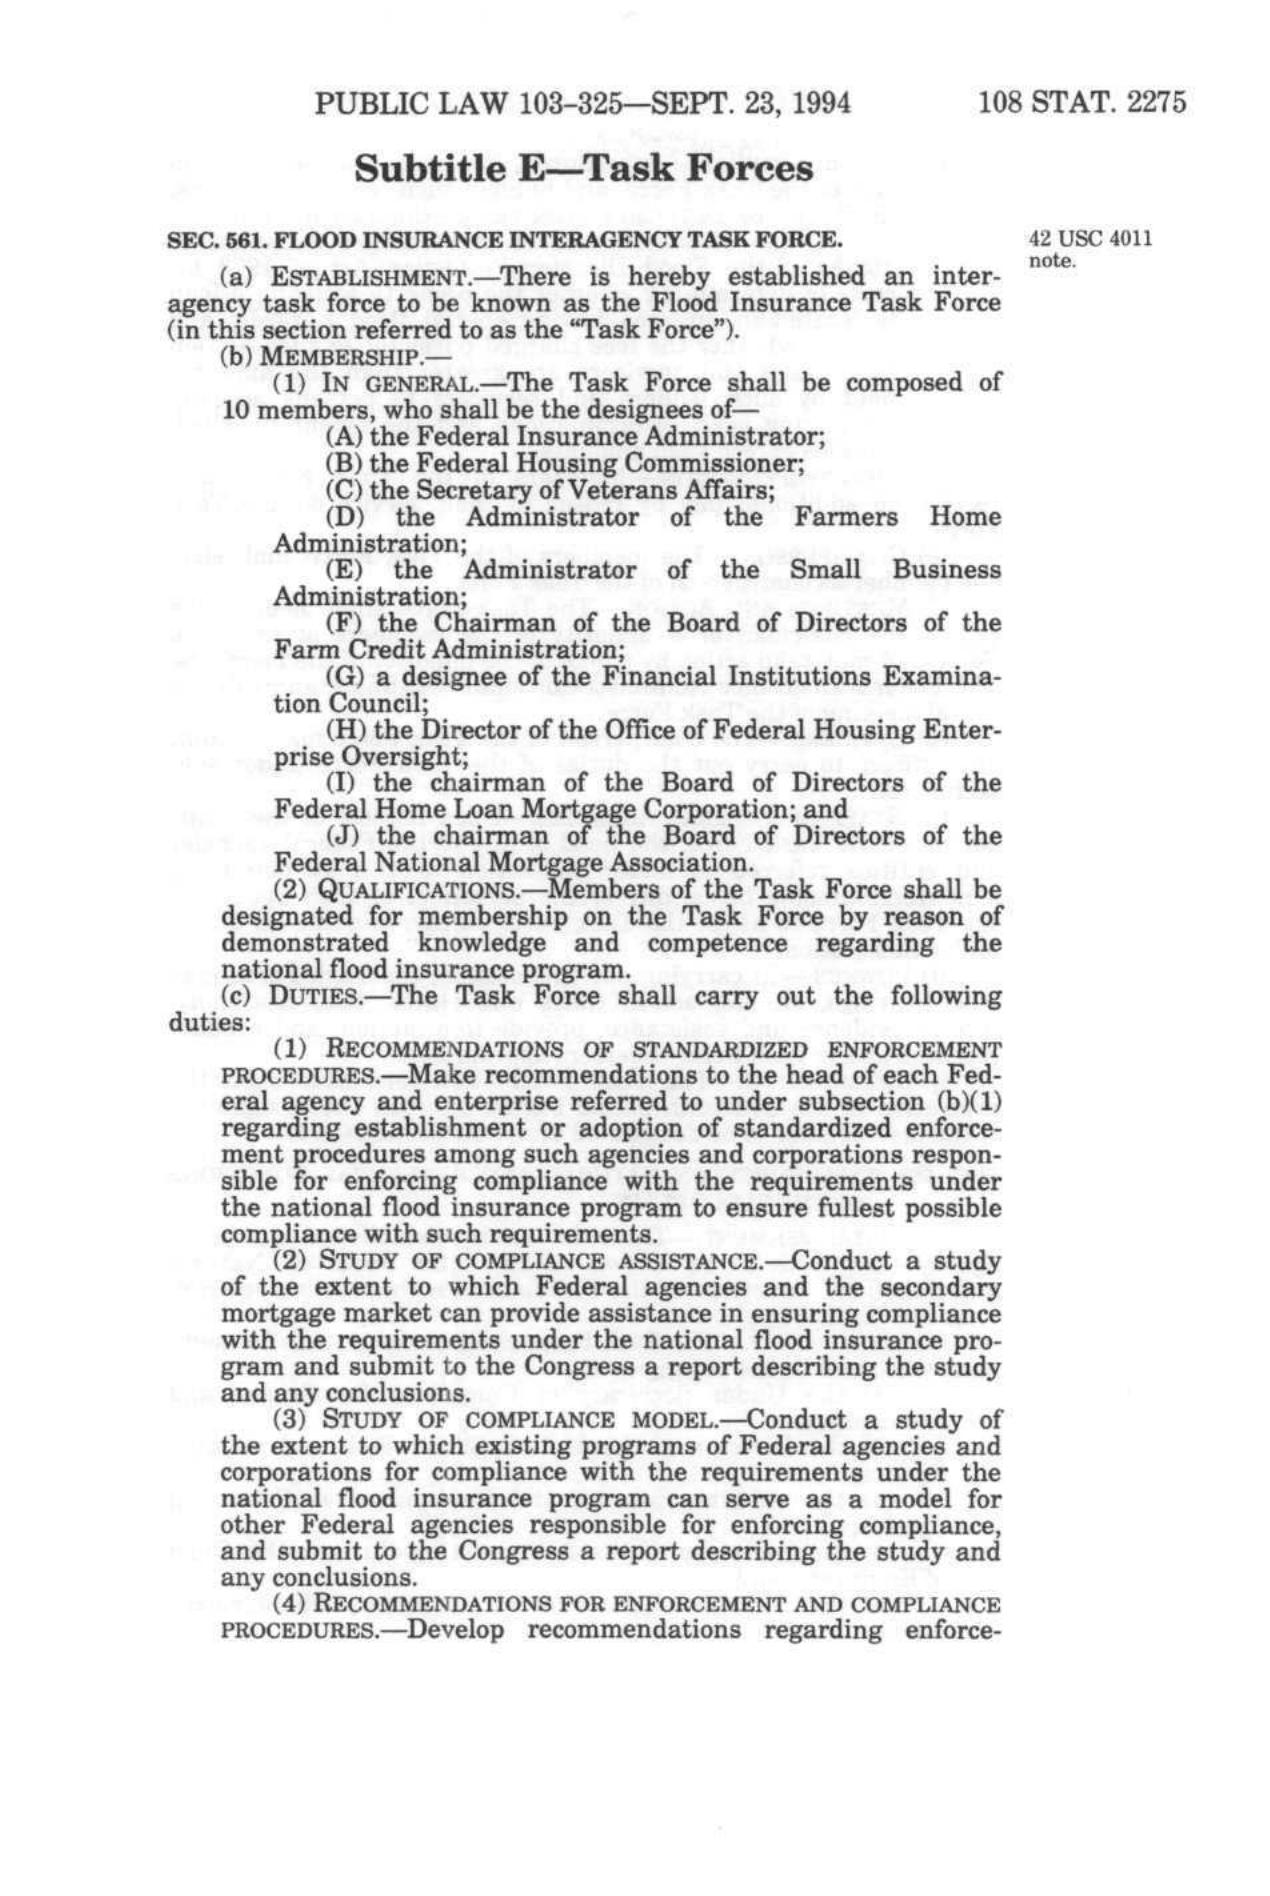 PUBLIC LAW 103–325—SEPT. 23, 1994 108 STAT. 2275
Subtitle E—Task Forces
SEC. 561. FLOOD INSURANCE INTERAGENCY TASK FORCE.
42 USC 4011
note.
(a) ESTABLISHMENT.—There is hereby established an inter-
agency task force to be known as the Flood Insurance Task Force
(in this section referred to as the “Task Force”).
(b) MEMBERSHIP.—
(1) IN GENERAL.—The Task Force shall be composed of
10 members, who shall be the designees of—
(A) the Federal Insurance Administrator;
(B) the Federal Housing Commissioner;
(C) the Secretary of Veterans Affairs;
(D) the Administrator of the Farmers Home
Administration;
(E) the Administrator of the Small Business
Administration;
(F) the Chairman of the Board of Directors of the
Farm Credit Administration;
(G) a designee of the Financial Institutions Examina-
tion Council;
(H) the Director of the Office of Federal Housing Enter-
prise Oversight;
(I) the chairman of the Board of Directors of the
Federal Home Loan Mortgage Corporation; and
(J) the chairman of the Board of Directors of the
Federal National Mortgage Association.
(2) QUALIFICATIONS.—Members of the Task Force shall be
designated for membership on the Task Force by reason of
demonstrated knowledge and competence regarding the
national flood insurance program.
(c) DUTIES.—The Task Force shall carry out the following
duties:
(1) RECOMMENDATIONS OF STANDARDIZED ENFORCEMENT
PROCEDURES.—Make recommendations to the head of each Fed-
eral agency and enterprise referred to under subsection (b)(1)
regarding establishment or adoption of standardized enforce-
ment procedures among such agencies and corporations respon-
sible for enforcing compliance with the requirements under
the national flood insurance program to ensure fullest possible
compliance with such requirements.
(2) STUDY OF COMPLIANCE ASSISTANCE.—Conduct a study
of the extent to which Federal agencies and the secondary
mortgage market can provide assistance in ensuring compliance
with the requirements under the national flood insurance pro-
gram and submit to the Congress a report describing the study
and any conclusions.
(3) STUDY OF COMPLIANCE MODEL.—Conduct a study of
the extent to which existing programs of Federal agencies and
corporations for compliance with the requirements under the
national flood insurance program can serve as a model for
other Federal agencies responsible for enforcing compliance,
and submit to the Congress a report describing the study and
any conclusions.
(4) RECOMMENDATIONS FOR ENFORCEMENT AND COMPLIANCE
PROCEDURES.—Develop recommendations regarding enforce-